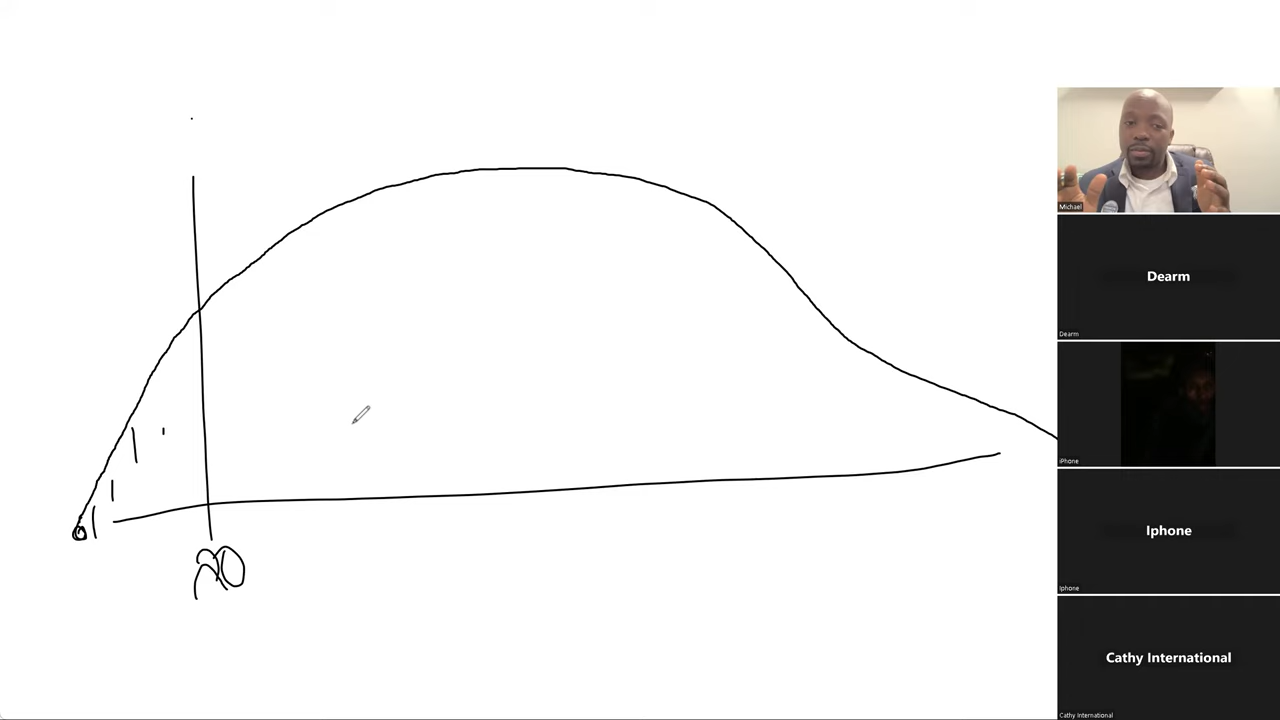 Michael
Dearm
Dearm
iPhone
Iphone
Iphone
Cathy International
Cathy International
0
20